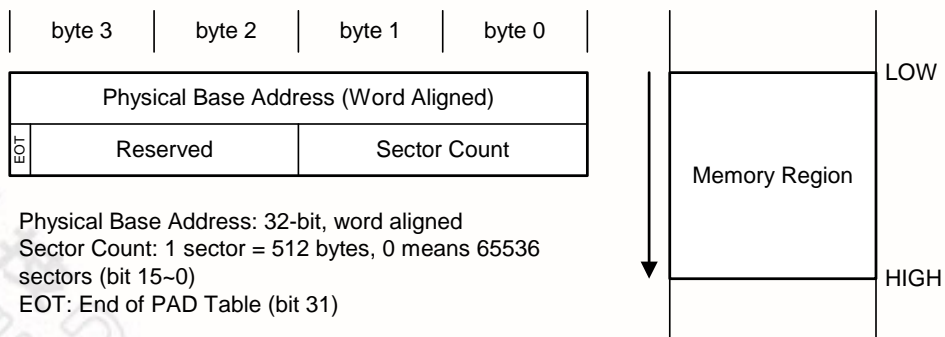 byte 3 byte 2 byte 1 byte 0
LOW
Physical Base Address (Word Aligned)
EOT Reserved Sector Count
Memory Region
Physical Base Address: 32-bit, word aligned
Sector Count: 1 sector = 512 bytes, 0 means 65536
sectors (bit 15~0)
HIGH
EOT: End of PAD Table (bit 31)